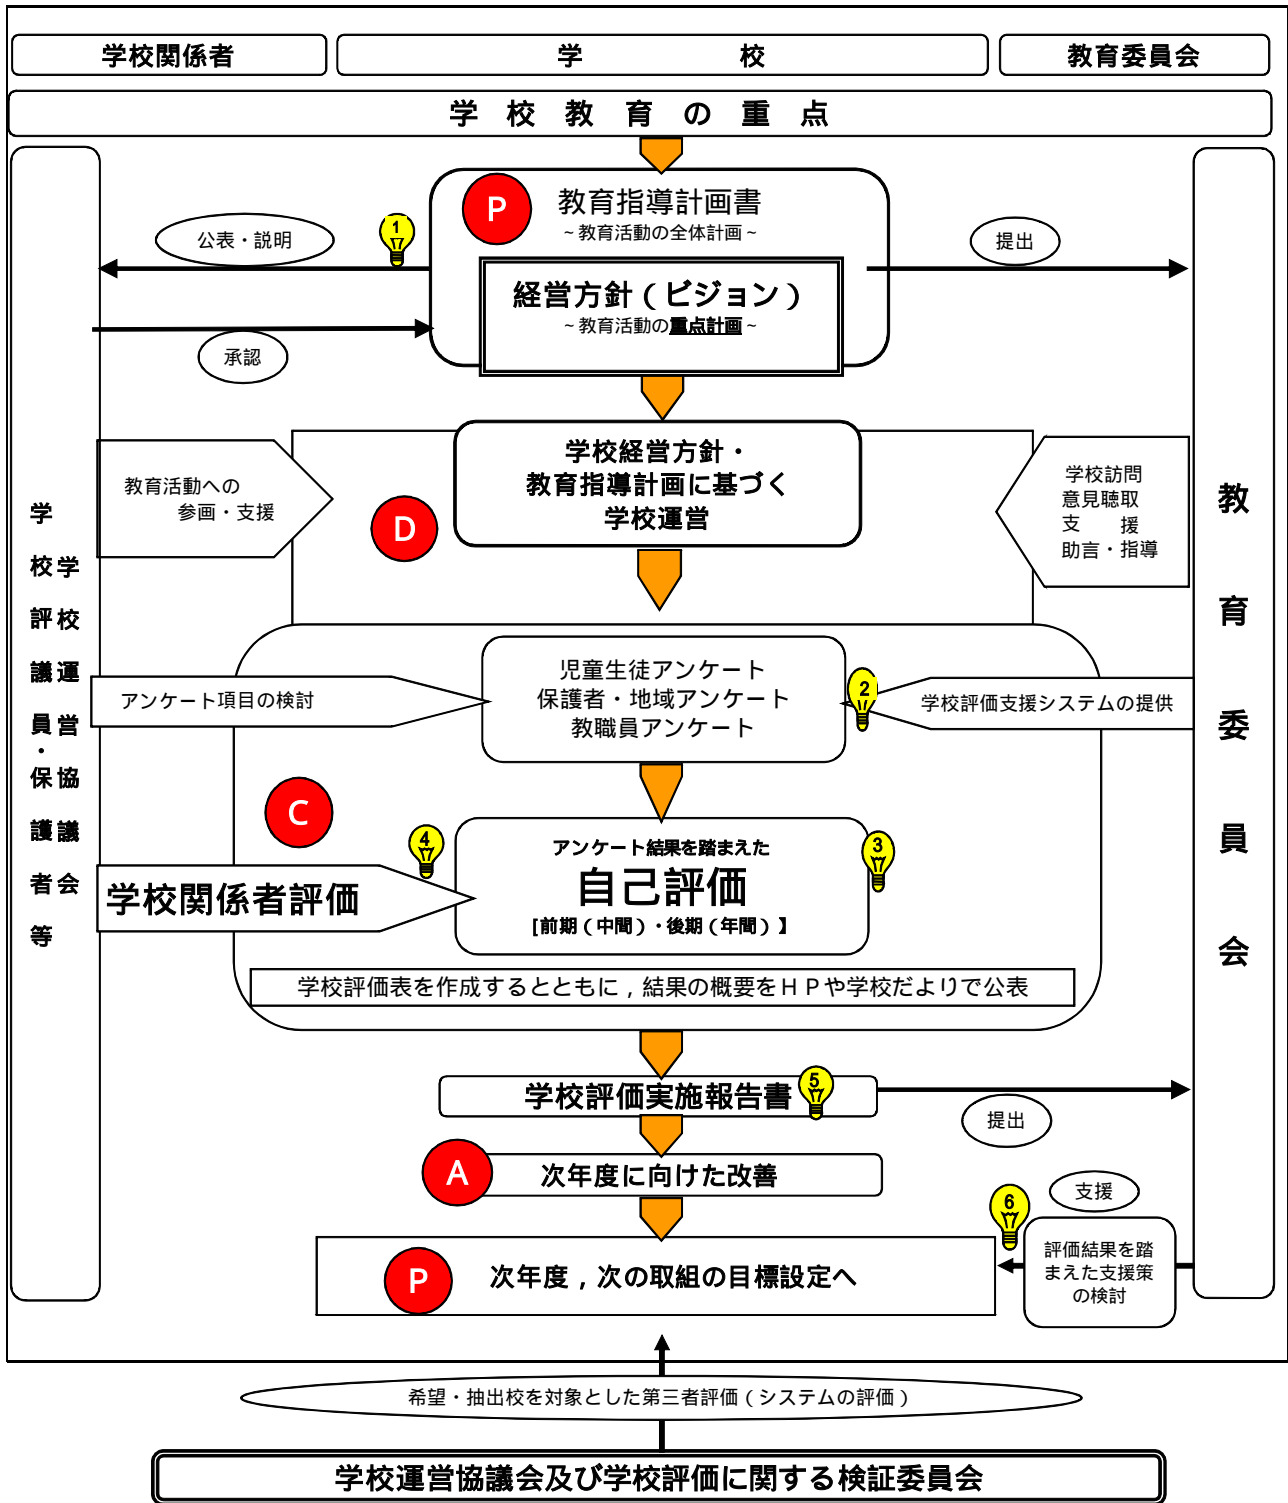 学校関係者
学　　　　　校
教育委員会
学　校　教　育　の　重　点
P
教育指導計画書
～教育活動の全体計画～
経営方針（ビジョン）
～教育活動の重点計画～
公表・説明
1
提出
承認
学校経営方針・
教育指導計画に基づく
学校運営
D
教育活動への
参画・支援
学校訪問
意見聴取
支　　援
助言・指導
学校評議員・保護者等
学校運営協議会
教育委員会
児童生徒アンケート
保護者・地域アンケート
教職員アンケート
アンケート項目の検討
2
学校評価支援システムの提供
C
4
3
アンケート結果を踏まえた
自己評価
[前期（中間）・後期（年間）】
学校関係者評価
学校評価表を作成するとともに，結果の概要をＨＰや学校だよりで公表
学校評価実施報告書
5
提出
A
次年度に向けた改善
6
支援
P
次年度，次の取組の目標設定へ
評価結果を踏
まえた支援策
の検討
希望・抽出校を対象とした第三者評価（システムの評価）
学校運営協議会及び学校評価に関する検証委員会